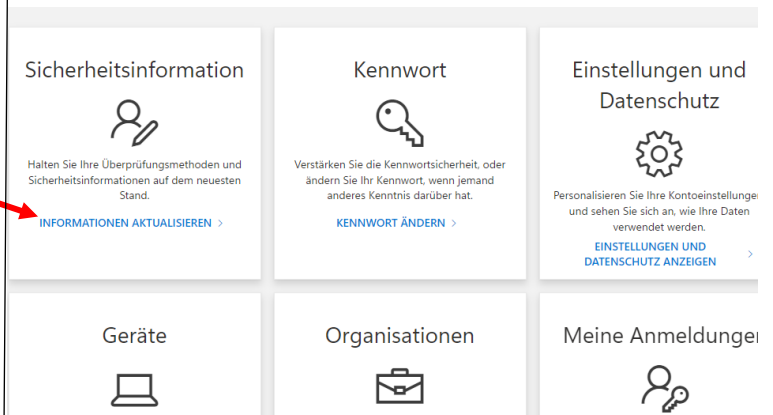 Sicherheitsinformation
Halten Sie Ihre Überprüfungsmethoden und
Sicherheitsinformationen auf dem neuesten
Stand.
INFORMATIONEN AKTUALISIEREN >
Kennwort
Verstärken Sie die Kennwortsicherheit, oder
ändern Sie Ihr Kennwort, wenn jemand
anderes Kenntnis darüber hat.
KENNWORT ÄNDERN >
Einstellungen und
Datenschutz
Personalisieren Sie Ihre Kontoeinstellungen
und sehen Sie sich an, wie Ihre Daten
verwendet werden.
EINSTELLUNGEN UND
DATENSCHUTZ ANZEIGEN >
Geräte
Organisationen
Meine Anmeldungen